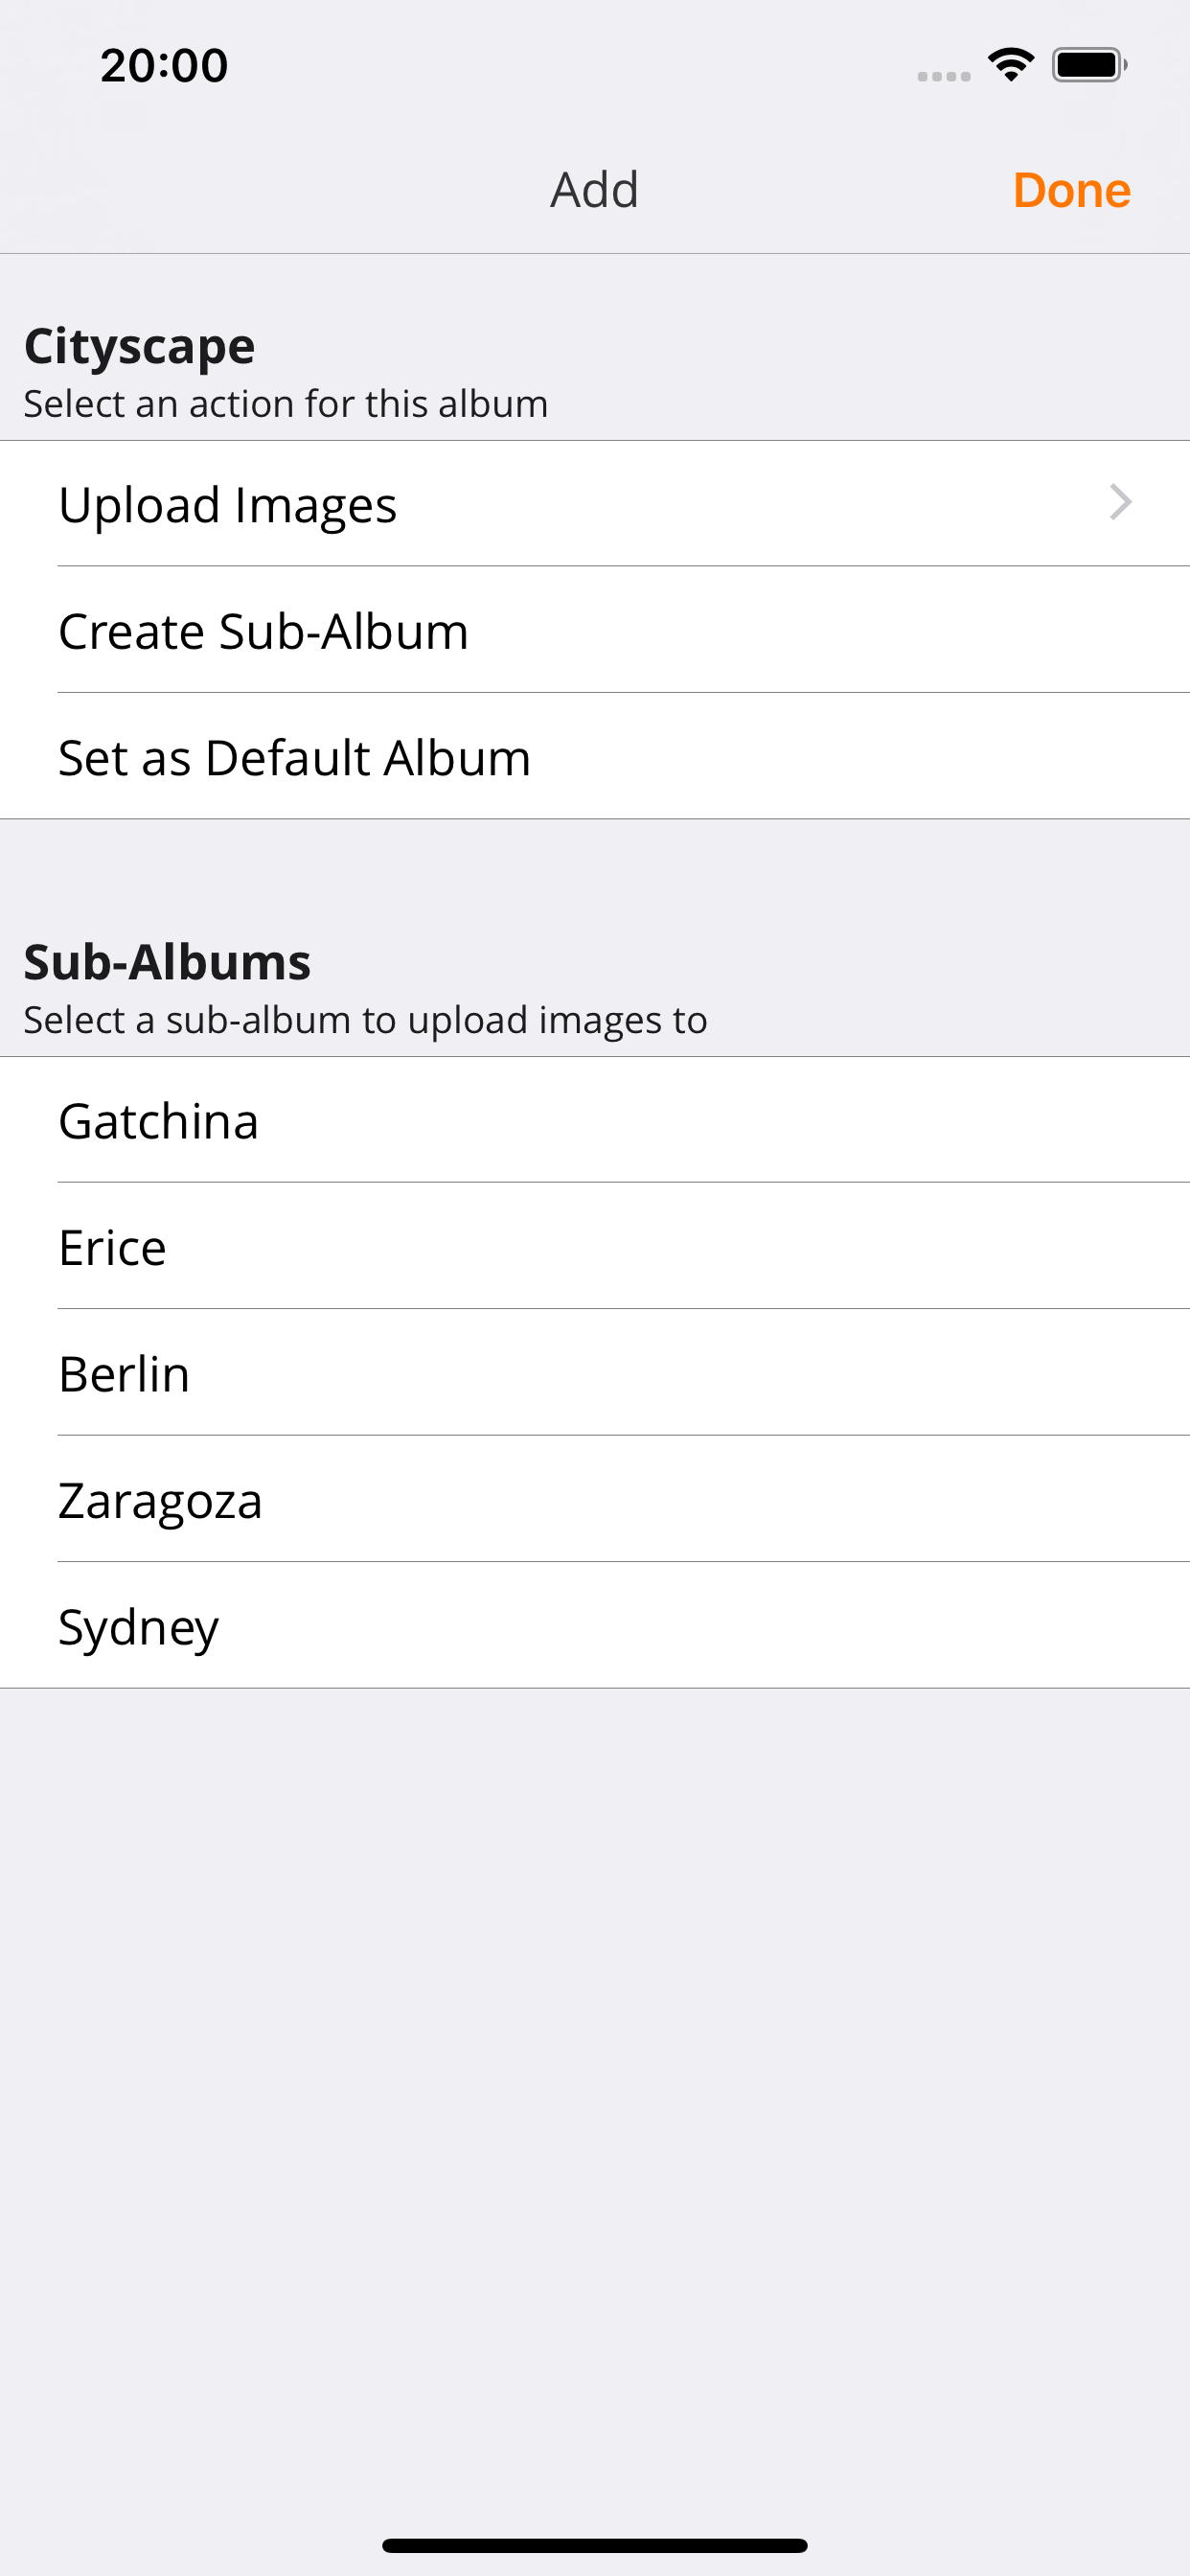 20:00
Add
Done
Cityscape
Select an action for this album
Upload Images
Create Sub-Album
Set as Default Album
Sub-Albums
Select a sub-album to upload images to
Gatchina
Erice
Berlin
Zaragoza
Sydney